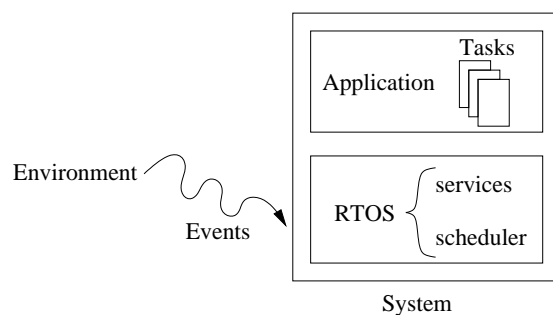 Tasks
Application
Environment
Events
RTOS
services
scheduler
System